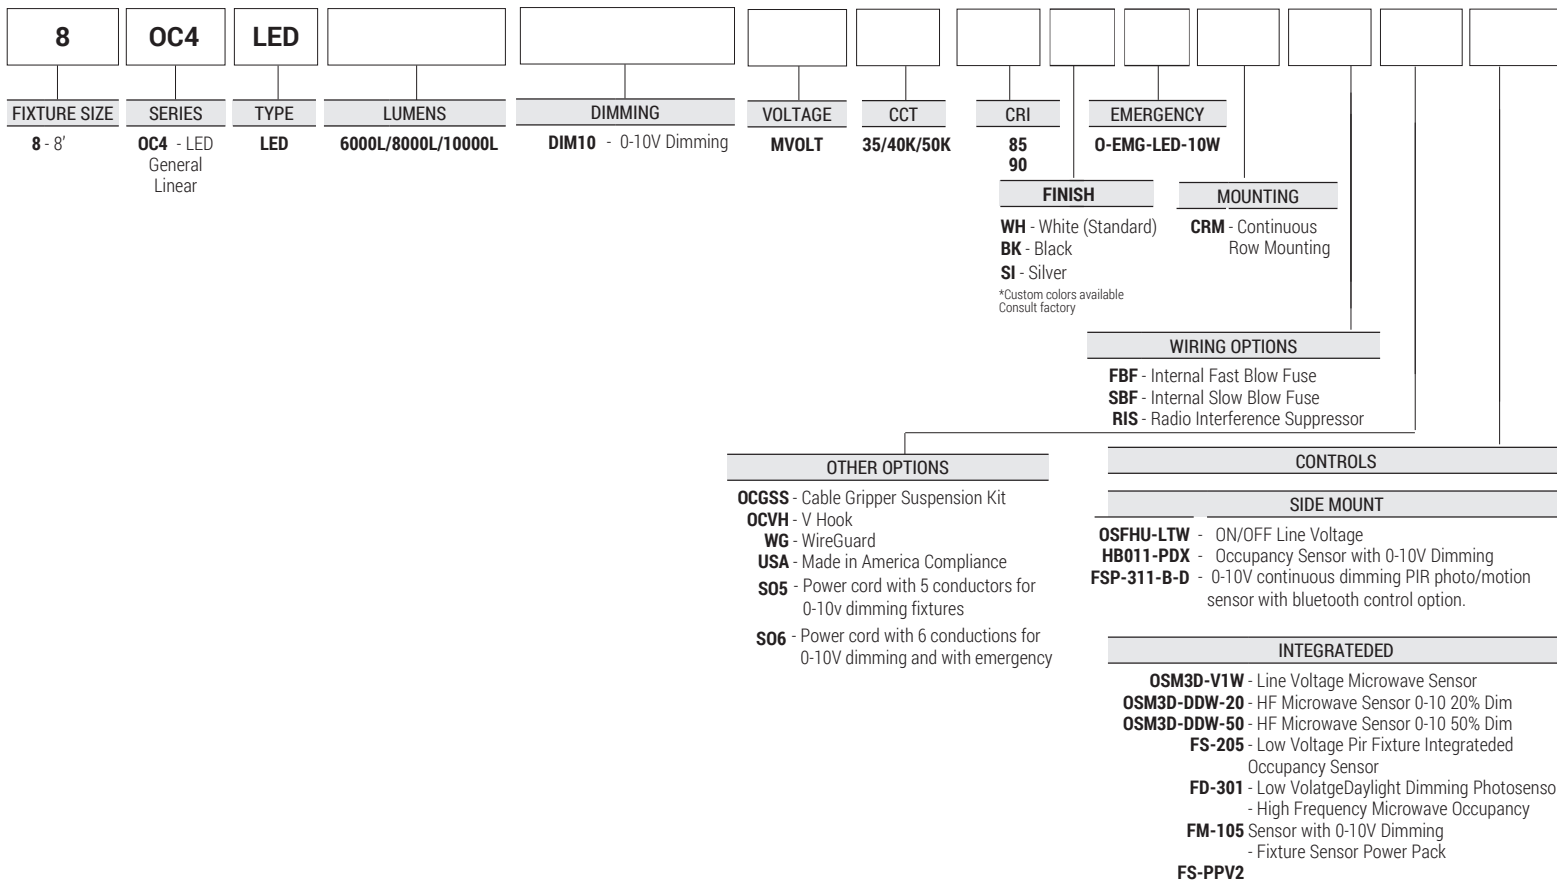 8 OC4 LED
FIXTURE SIZE SERIES TYPE LUMENS DIMMING VOLTAGE CCT CRI EMERGENCY
8 - 8’
OC4 - LED
General
Linear
LED
6000L/8000L/10000L
DIM10 - 0-10V Dimming
MVOLT
35/40K/50K
85
90
O-EMG-LED-10W
FINISH
WH - White (Standard)
BK - Black
SI - Silver
*Custom colors available
Consult factory
MOUNTING
CRM - Continuous
Row Mounting
WIRING OPTIONS
FBF - Internal Fast Blow Fuse
SBF - Internal Slow Blow Fuse
RIS - Radio Interference Suppressor
OTHER OPTIONS
OCGSS - Cable Gripper Suspension Kit
OCVH - V Hook
WG - WireGuard
USA - Made in America Compliance
SO5 - Power cord with 5 conductors for
0-10v dimming fixtures
SO6 - Power cord with 6 conductions for
0-10V dimming and with emergency
CONTROLS
SIDE MOUNT
OSFHU-LTW - ON/OFF Line Voltage
HB011-PDX - Occupancy Sensor with 0-10V Dimming
FSP-311-B-D - 0-10V continuous dimming PIR photo/motion
sensor with bluetooth control option.
INTEGRATEDED
OSM3D-V1W - Line Voltage Microwave Sensor
OSM3D-DDW-20 - HF Microwave Sensor 0-10 20% Dim
OSM3D-DDW-50 - HF Microwave Sensor 0-10 50% Dim
FS-205 - Low Voltage Pir Fixture Integrateded
Occupancy Sensor
FD-301 - Low VolatgeDaylight Dimming Photosenso
- High Frequency Microwave Occupancy
FM-105 Sensor with 0-10V Dimming
- Fixture Sensor Power Pack
FS-PPV2